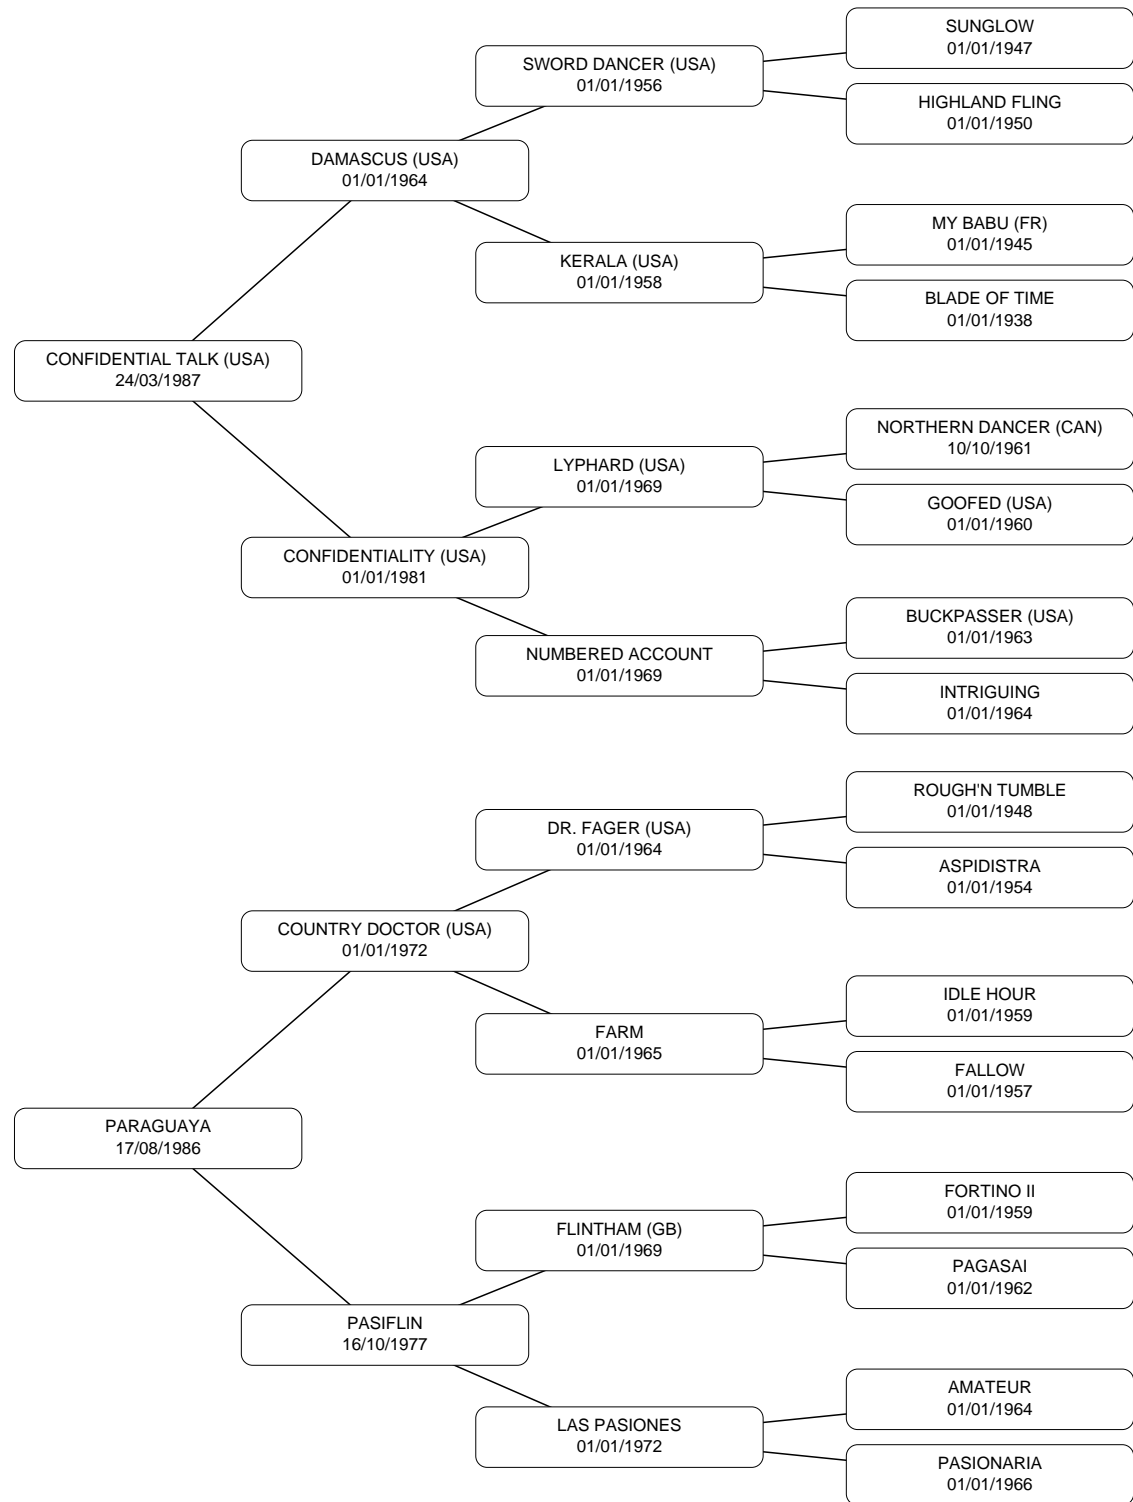 SUNGLOW
01/01/1947
SWORD DANCER (USA)
01/01/1956
HIGHLAND FLING
01/01/1950
DAMASCUS (USA)
01/01/1964
MY BABU (FR)
01/01/1945
KERALA (USA)
01/01/1958
BLADE OF TIME
01/01/1938
CONFIDENTIAL TALK (USA)
24/03/1987
NORTHERN DANCER (CAN)
10/10/1961
LYPHARD (USA)
01/01/1969
GOOFED (USA)
01/01/1960
CONFIDENTIALITY (USA)
01/01/1981
BUCKPASSER (USA)
01/01/1963
NUMBERED ACCOUNT
01/01/1969
INTRIGUING
01/01/1964
ROUGH'N TUMBLE
01/01/1948
DR. FAGER (USA)
01/01/1964
ASPIDISTRA
01/01/1954
COUNTRY DOCTOR (USA)
01/01/1972
IDLE HOUR
01/01/1959
FARM
01/01/1965
FALLOW
01/01/1957
PARAGUAYA
17/08/1986
FORTINO II
01/01/1959
FLINTHAM (GB)
01/01/1969
PAGASAI
01/01/1962
PASIFLIN
16/10/1977
AMATEUR
01/01/1964
LAS PASIONES
01/01/1972
PASIONARIA
01/01/1966